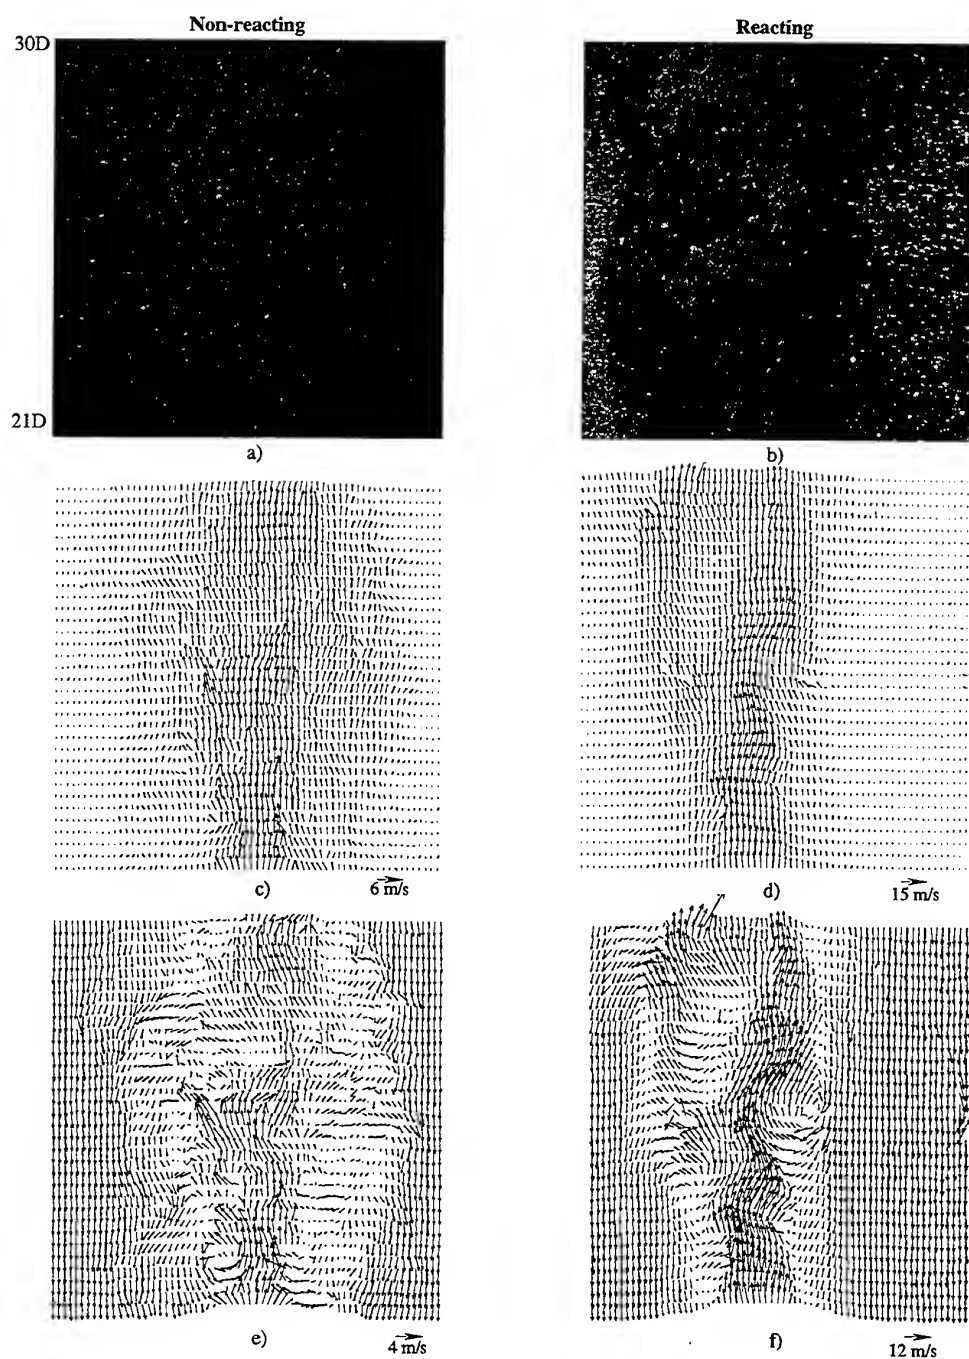 Non-reacting
Reacting
30D
21D
a)
b)
c)
6 m/s
d)
15 m/s
e)
4 m/s
f)
12 m/s